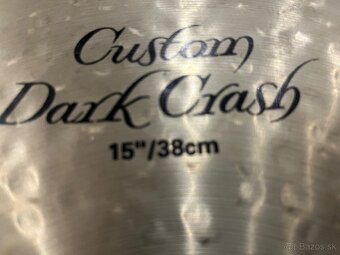 Custom
Dark Crash
15"/38cm
Bazos.sk